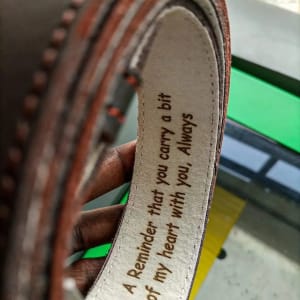 A Reminder that you carry a bit
of my heart with you, Always